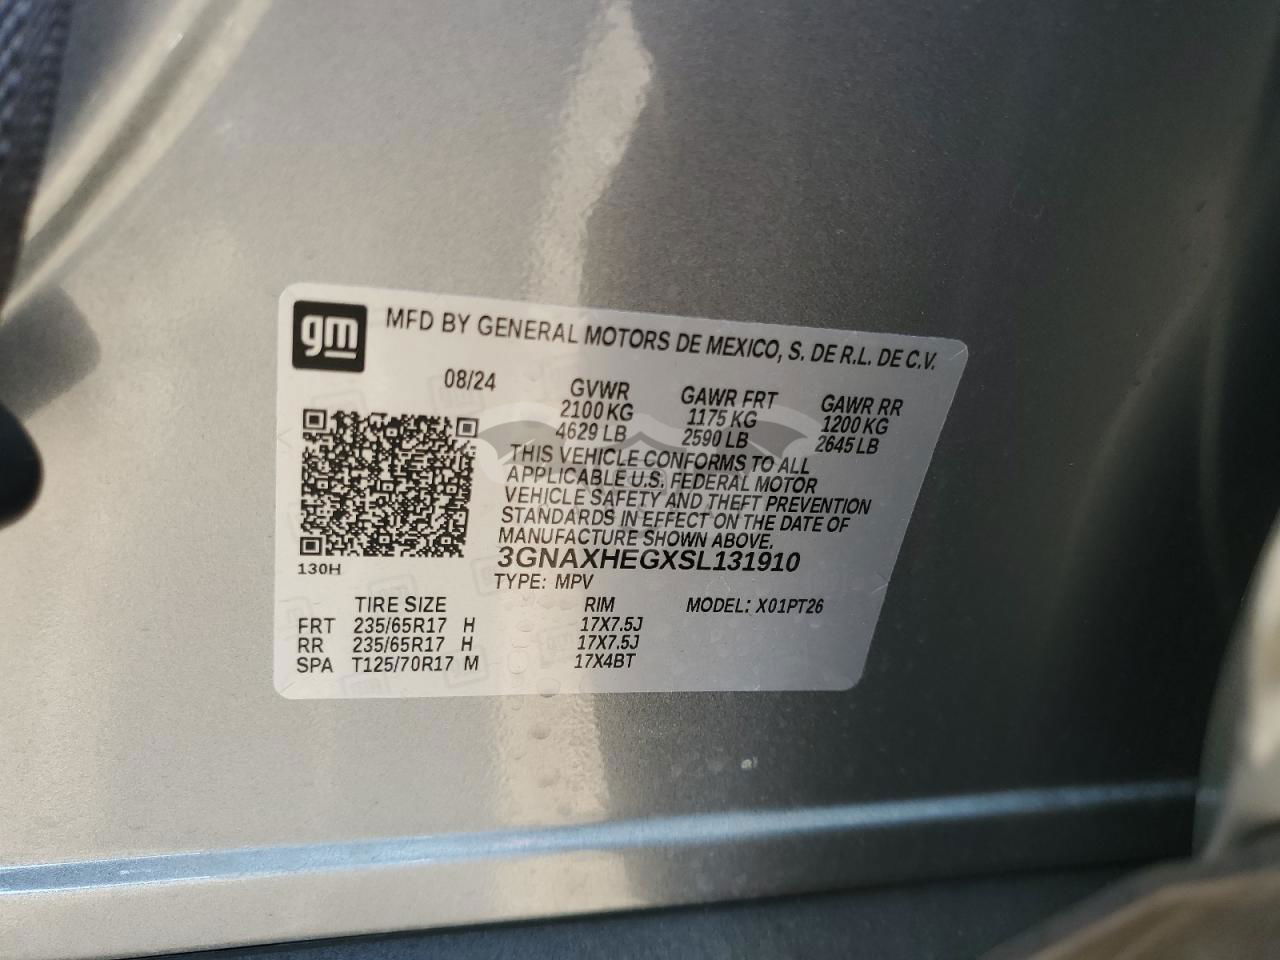 gm MFD BY GENERAL MOTORS DE MEXICO, S. DE R.L. DE C.V.
08/24 GVWR GAWR FRT GAWR RR
2100 KG 1175 KG 1200 KG
4629 LB 2590 LB 2645 LB
THIS VEHICLE CONFORMS TO ALL
APPLICABLE U.S. FEDERAL MOTOR
VEHICLE SAFETY AND THEFT PREVENTION
STANDARDS IN EFFECT ON THE DATE OF
MANUFACTURE SHOWN ABOVE.
3GNAXHEGXSL131910
130H
TYPE: MPV
TIRE SIZE RIM MODEL: X01PT26
FRT 235/65R17 H 17X7.5J
RR 235/65R17 H 17X7.5J
SPA T125/70R17 M 17X4BT